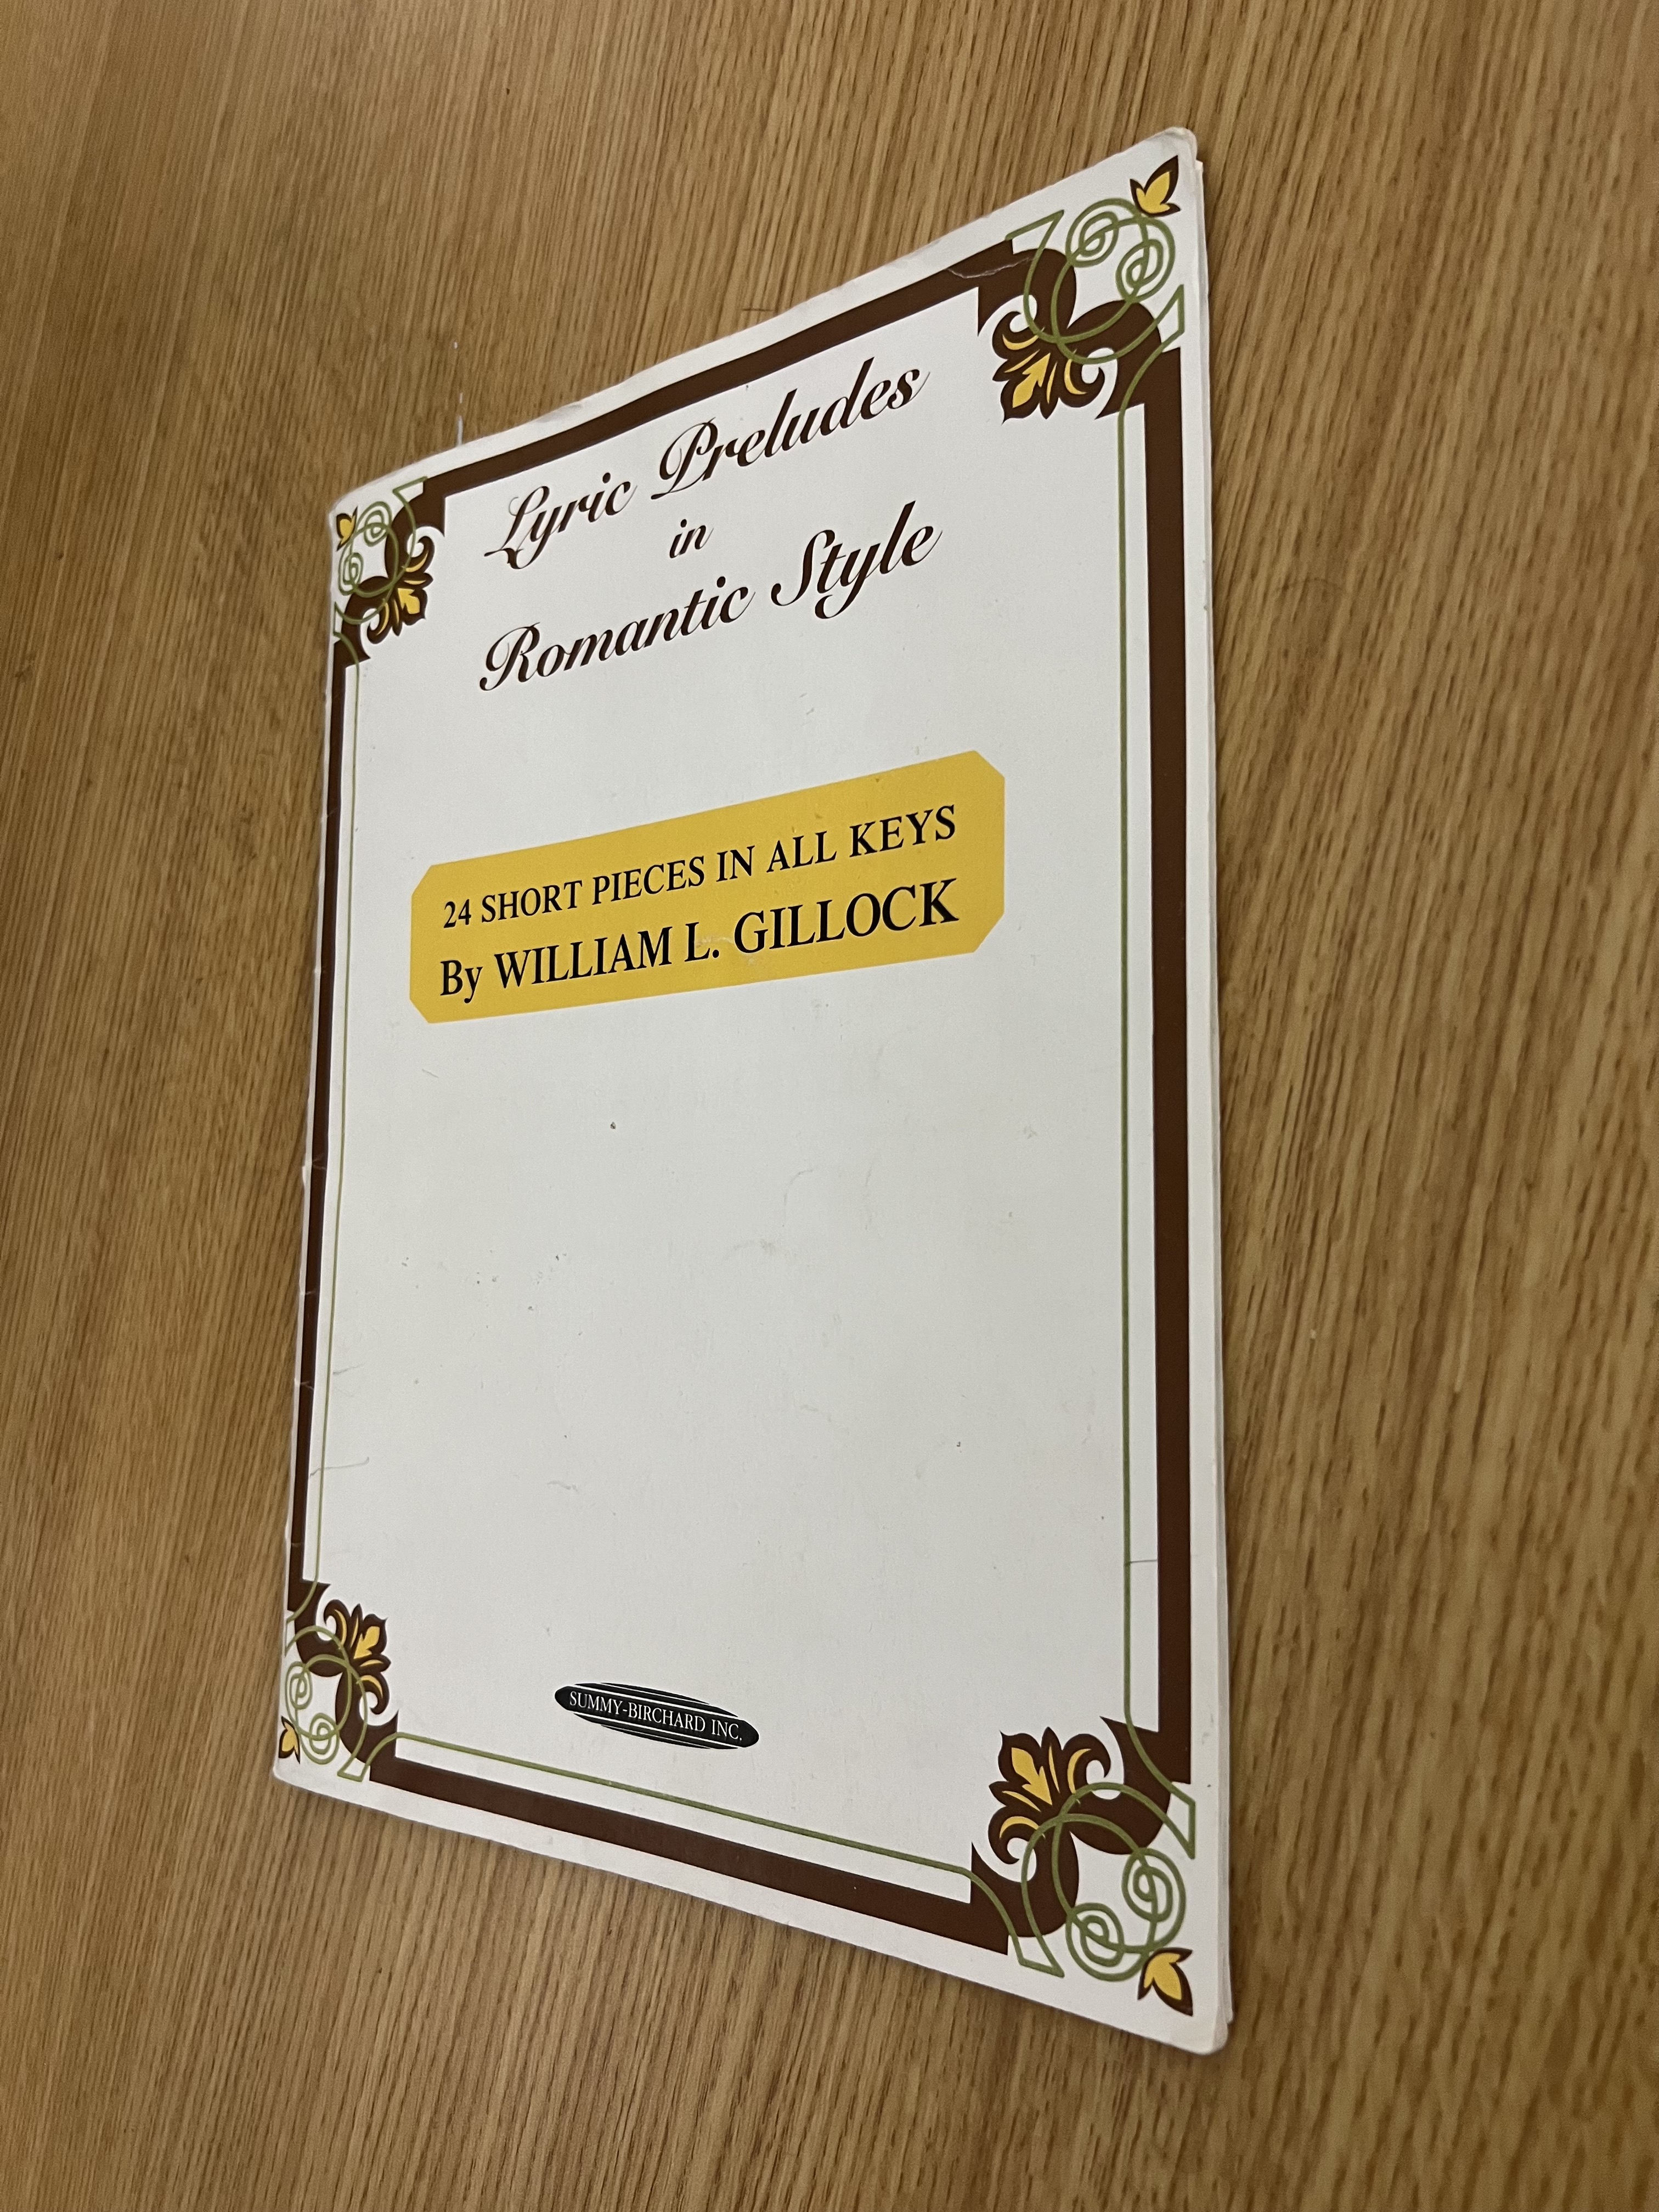 Lyric Preludes
in
Romantic Style
24 SHORT PIECES IN ALL KEYS
By WILLIAM L. GILLOCK
SUMMY-BIRCHARD INC.